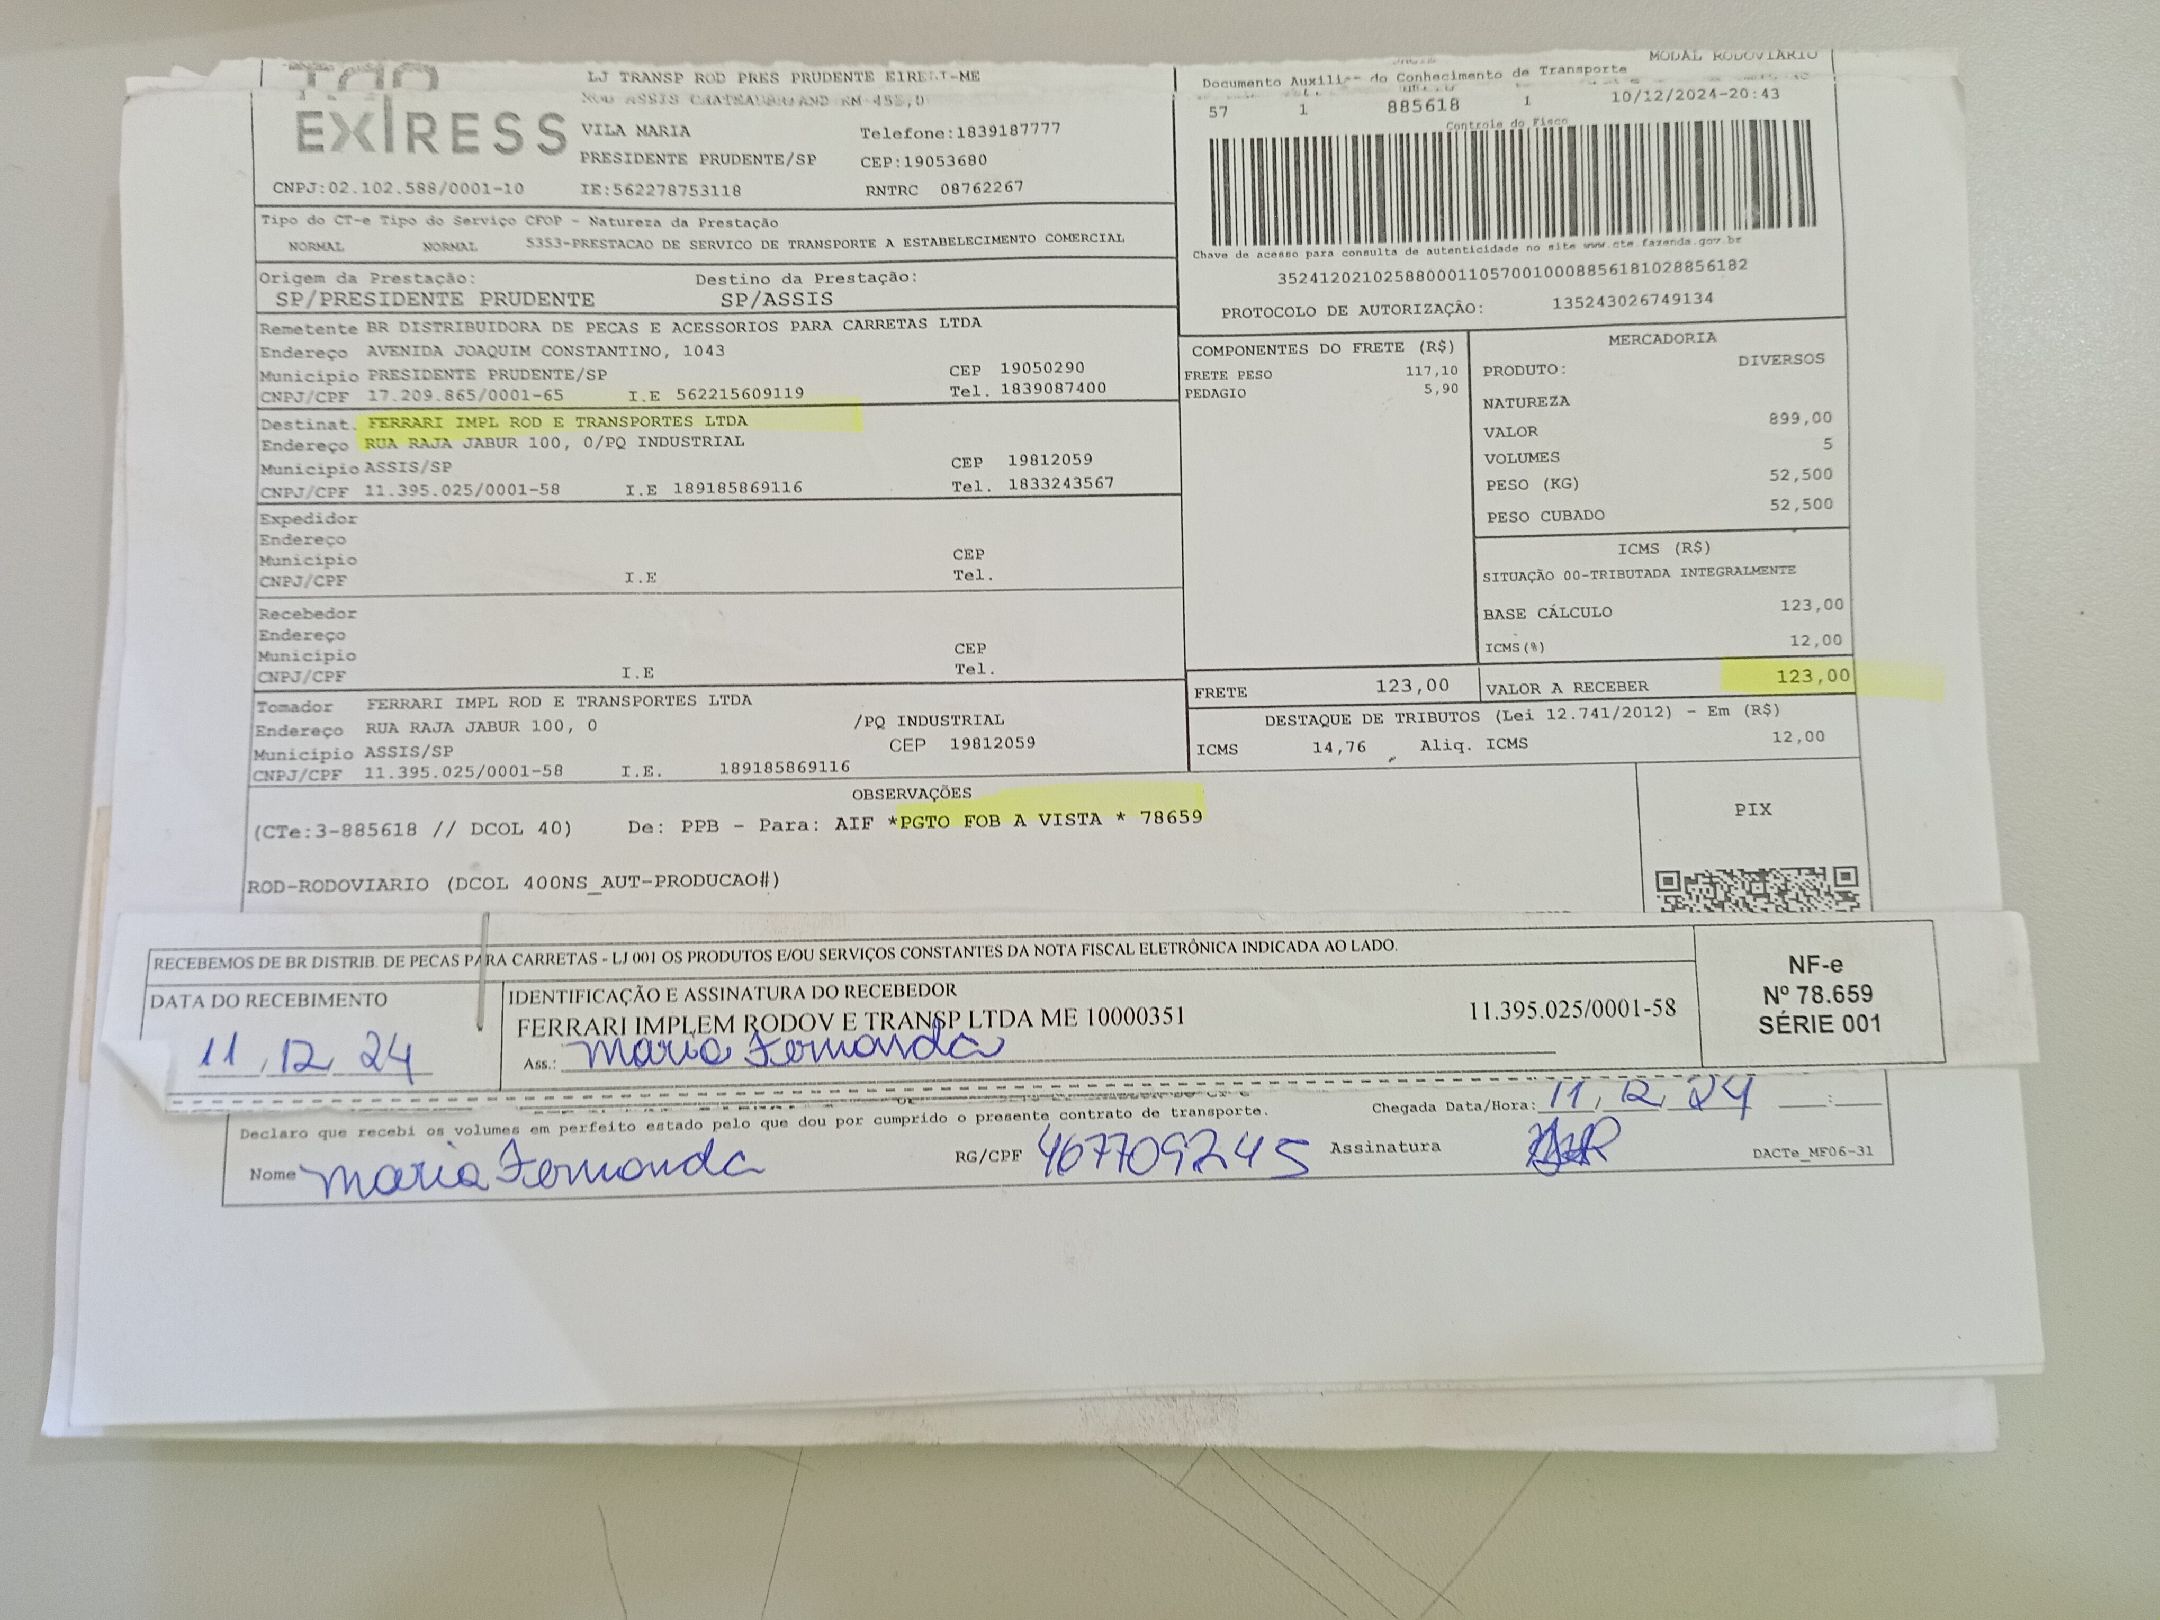 EXPRESS
LJ TRANSP ROD PRES PRUDENTE EIRELI-ME
ROD ASSIS CHATEAUBRIAND KM 455,0
VILA MARIA Telefone:1839187777
PRESIDENTE PRUDENTE/SP CEP:19053680
CNPJ:02.102.588/0001-10 IE:562278753118 RNTRC 08762267
MODAL RODOVIÁRIO
Documento Auxiliar do Conhecimento de Transporte
57 1 885618 1 10/12/2024-20:43
Controle do Fisco
Chave de acesso para consulta de autenticidade no site www.cte.fazenda.gov.br
35241202102588000110570010008856181028856182
PROTOCOLO DE AUTORIZAÇÃO: 135243026749134
Tipo do CT-e Tipo do Serviço CFOP - Natureza da Prestação
NORMAL NORMAL 5353-PRESTACAO DE SERVICO DE TRANSPORTE A ESTABELECIMENTO COMERCIAL
Origem da Prestação: Destino da Prestação:
SP/PRESIDENTE PRUDENTE SP/ASSIS
Remetente BR DISTRIBUIDORA DE PECAS E ACESSORIOS PARA CARRETAS LTDA
Endereço AVENIDA JOAQUIM CONSTANTINO, 1043
Município PRESIDENTE PRUDENTE/SP CEP 19050290
CNPJ/CPF 17.209.865/0001-65 I.E 562215609119 Tel. 1839087400
Destinat. FERRARI IMPL ROD E TRANSPORTES LTDA
Endereço RUA RAJA JABUR 100, 0/PQ INDUSTRIAL
Município ASSIS/SP CEP 19812059
CNPJ/CPF 11.395.025/0001-58 I.E 189185869116 Tel. 1833243567
Expedidor
Endereço
Município CEP
CNPJ/CPF I.E Tel.
Recebedor
Endereço
Município CEP
CNPJ/CPF I.E Tel.
Tomador FERRARI IMPL ROD E TRANSPORTES LTDA
Endereço RUA RAJA JABUR 100, 0 /PQ INDUSTRIAL
Município ASSIS/SP CEP 19812059
CNPJ/CPF 11.395.025/0001-58 I.E. 189185869116
COMPONENTES DO FRETE (R$)
FRETE PESO 117,10
PEDAGIO 5,90
MERCADORIA
PRODUTO: DIVERSOS
NATUREZA
VALOR 899,00
VOLUMES 5
PESO (KG) 52,500
PESO CUBADO 52,500
ICMS (R$)
SITUAÇÃO 00-TRIBUTADA INTEGRALMENTE
BASE CÁLCULO 123,00
ICMS(%) 12,00
FRETE 123,00 VALOR A RECEBER 123,00
DESTAQUE DE TRIBUTOS (Lei 12.741/2012) - Em (R$)
ICMS 14,76 Aliq. ICMS 12,00
OBSERVAÇÕES
(CTe:3-885618 // DCOL 40) De: PPB - Para: AIF *PGTO FOB A VISTA * 78659
ROD-RODOVIARIO (DCOL 400NS_AUT-PRODUCAO#)
PIX
RECEBEMOS DE BR DISTRIB. DE PECAS PARA CARRETAS - LJ 001 OS PRODUTOS E/OU SERVIÇOS CONSTANTES DA NOTA FISCAL ELETRÔNICA INDICADA AO LADO.
DATA DO RECEBIMENTO
11, 12, 24
IDENTIFICAÇÃO E ASSINATURA DO RECEBEDOR
FERRARI IMPLEM RODOV E TRANSP LTDA ME 10000351 11.395.025/0001-58
Ass.: Maria Fernanda
NF-e
Nº 78.659
SÉRIE 001
Declaro que recebi os volumes em perfeito estado pelo que dou por cumprido o presente contrato de transporte.
Chegada Data/Hora: 11, 12, 24 :
Nome Maria Fernanda RG/CPF 467709245 Assinatura
DACTe_MF06-31